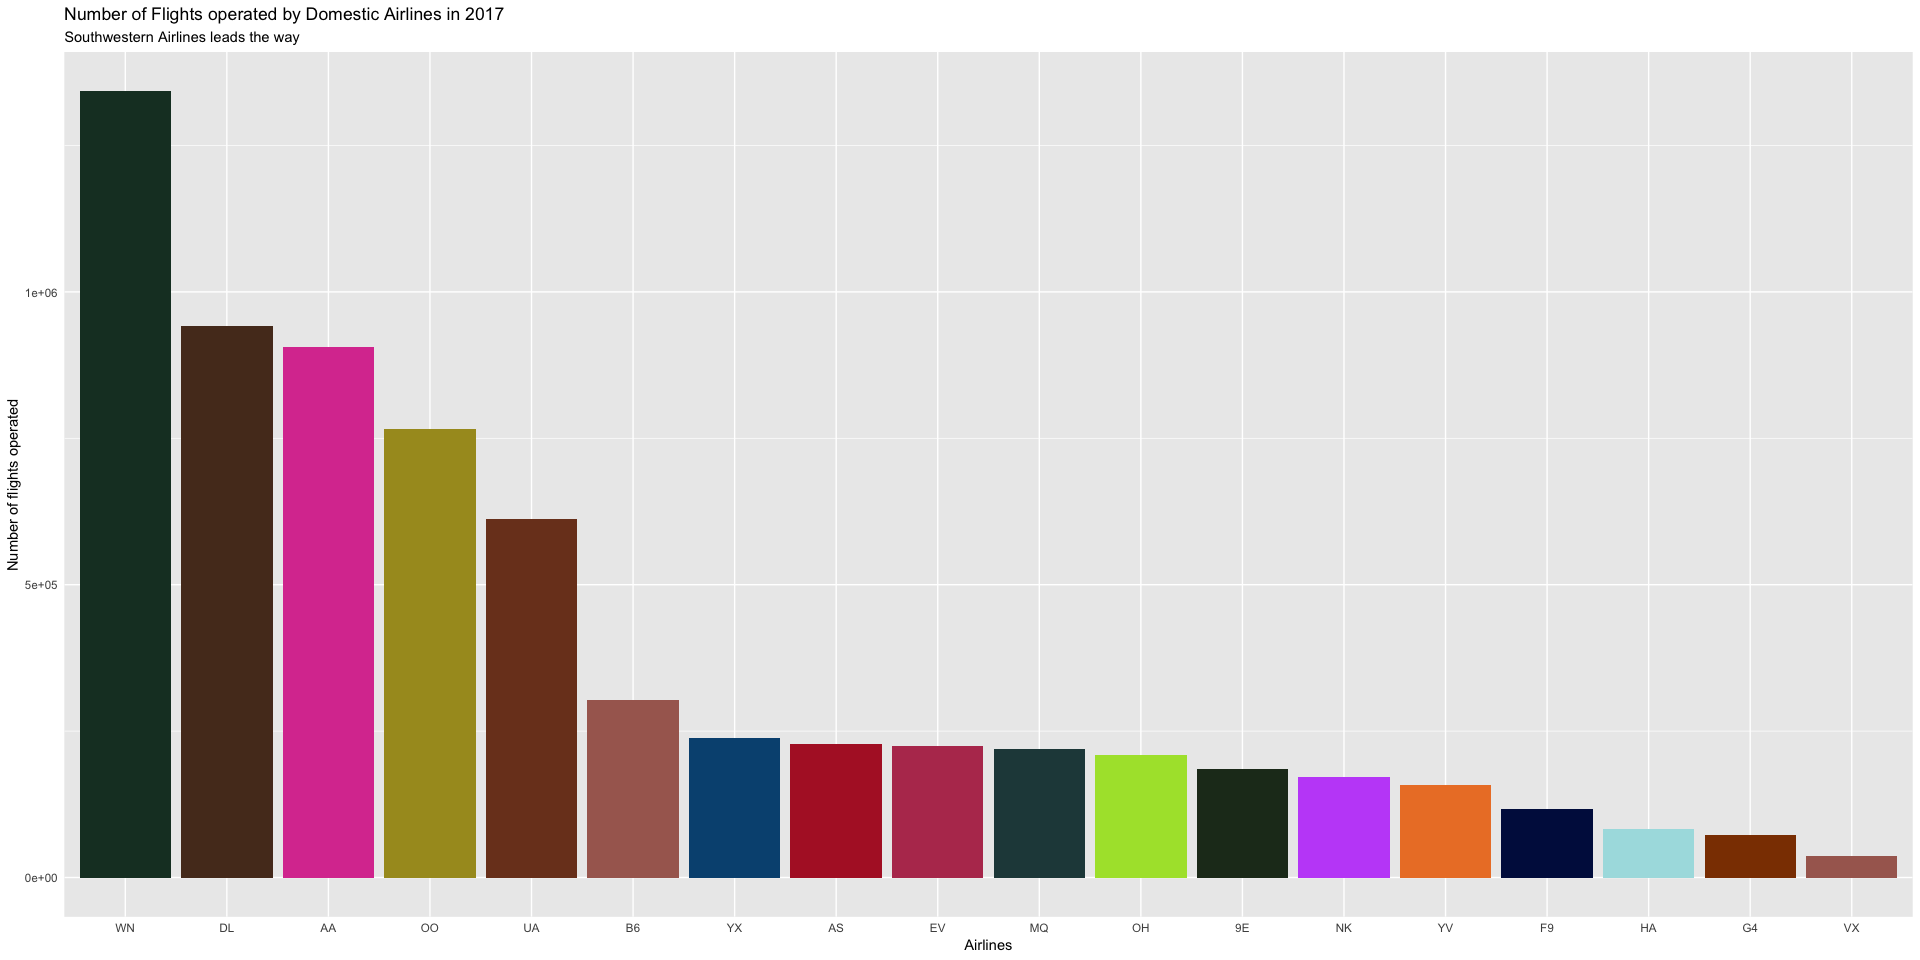 Number of Flights operated by Domestic Airlines in 2017
Southwestern Airlines leads the way
Number of flights operated
1e+06
5e+05
0e+00
WN DL AA OO UA B6 YX AS EV MQ OH 9E NK YV F9 HA G4 VX
Airlines